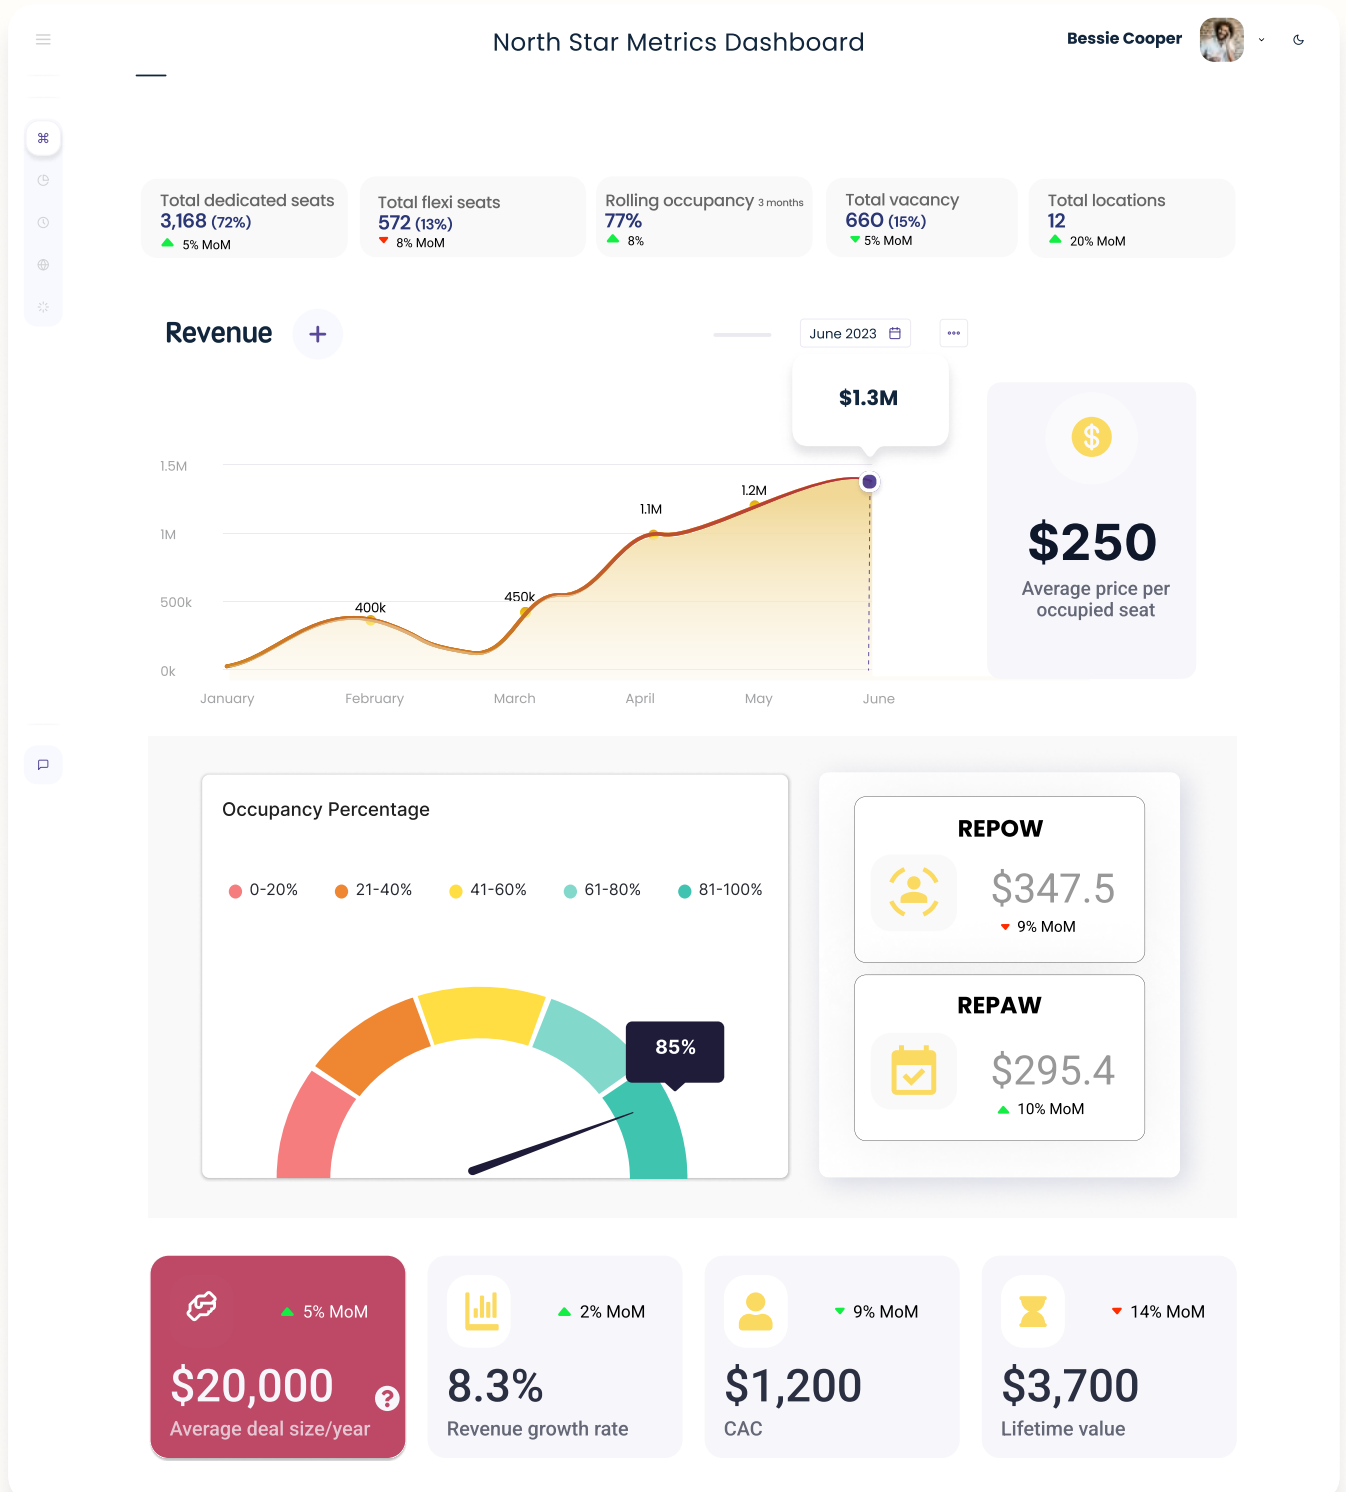 North Star Metrics Dashboard
Bessie Cooper
Total dedicated seats
3,168 (72%)
5% MoM
Total flexi seats
572 (13%)
8% MoM
Rolling occupancy 3 months
77%
8%
Total vacancy
660 (15%)
5% MoM
Total locations
12
20% MoM
Revenue
+
June 2023
$1.3M
1.5M
1M
500k
0k
400k
450k
1.1M
1.2M
January
February
March
April
May
June
$
$250
Average price per
occupied seat
Occupancy Percentage
0-20%
21-40%
41-60%
61-80%
81-100%
85%
REPOW
$347.5
9% MoM
REPAW
$295.4
10% MoM
5% MoM
$20,000
?
Average deal size/year
2% MoM
8.3%
Revenue growth rate
9% MoM
$1,200
CAC
14% MoM
$3,700
Lifetime value